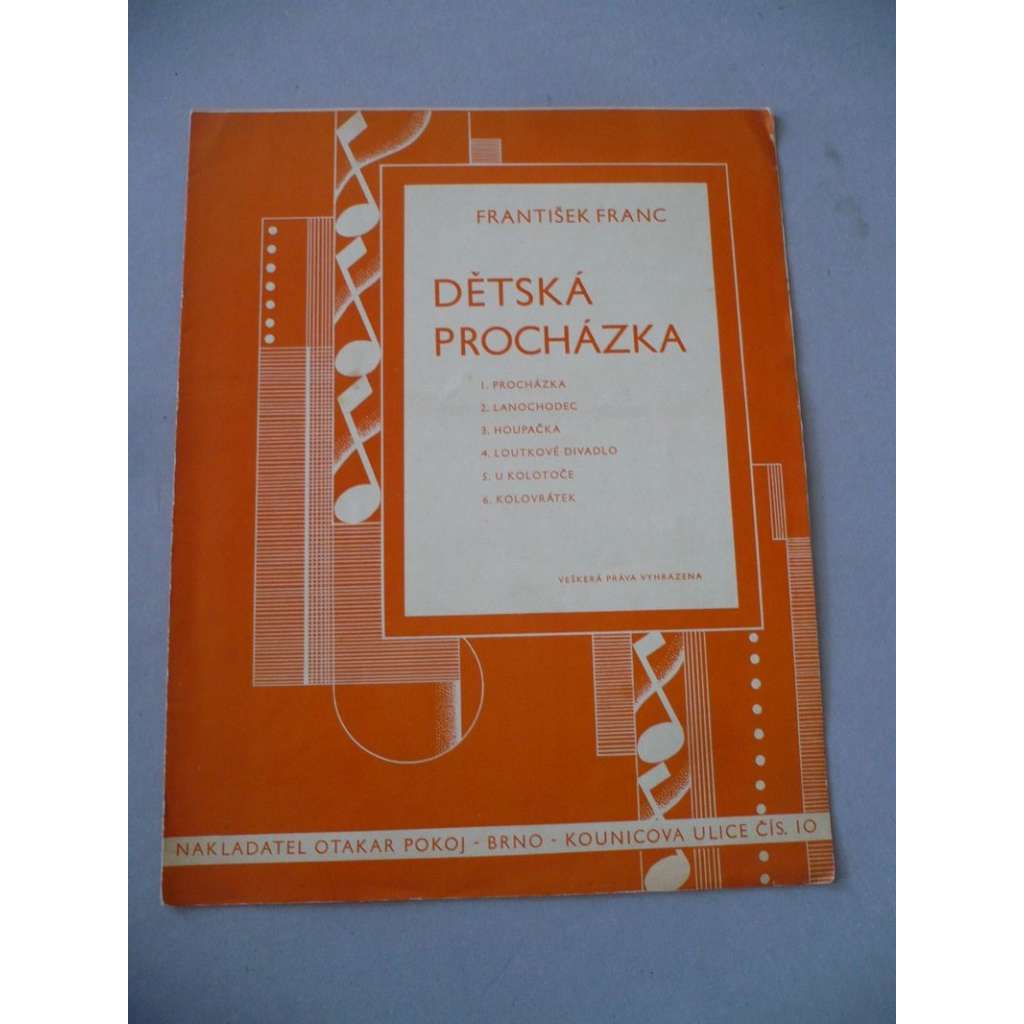 FRANTIŠEK FRANC
DĚTSKÁ
PROCHÁZKA
1. PROCHÁZKA
2. LANOCHODEC
3. HOUPAČKA
4. LOUTKOVÉ DIVADLO
5. U KOLOTOČE
6. KOLOVRÁTEK
VEŠKERÁ PRÁVA VYHRAZENA
NAKLADATEL OTAKAR POKOJ - BRNO - KOUNICOVA ULICE ČÍS. 10